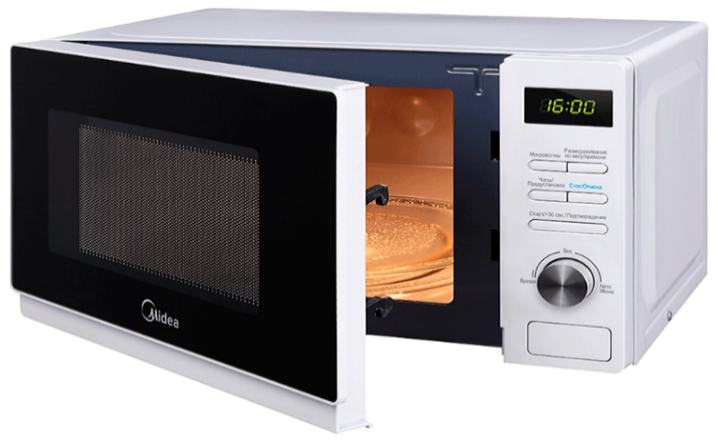 16:00
Микроволны
Размораживание
по весу/времени
Часы/
Предустановка
Стоп/Отмена
Старт/+30 сек./Подтверждение
Вес
Время
Авто
Меню
Midea